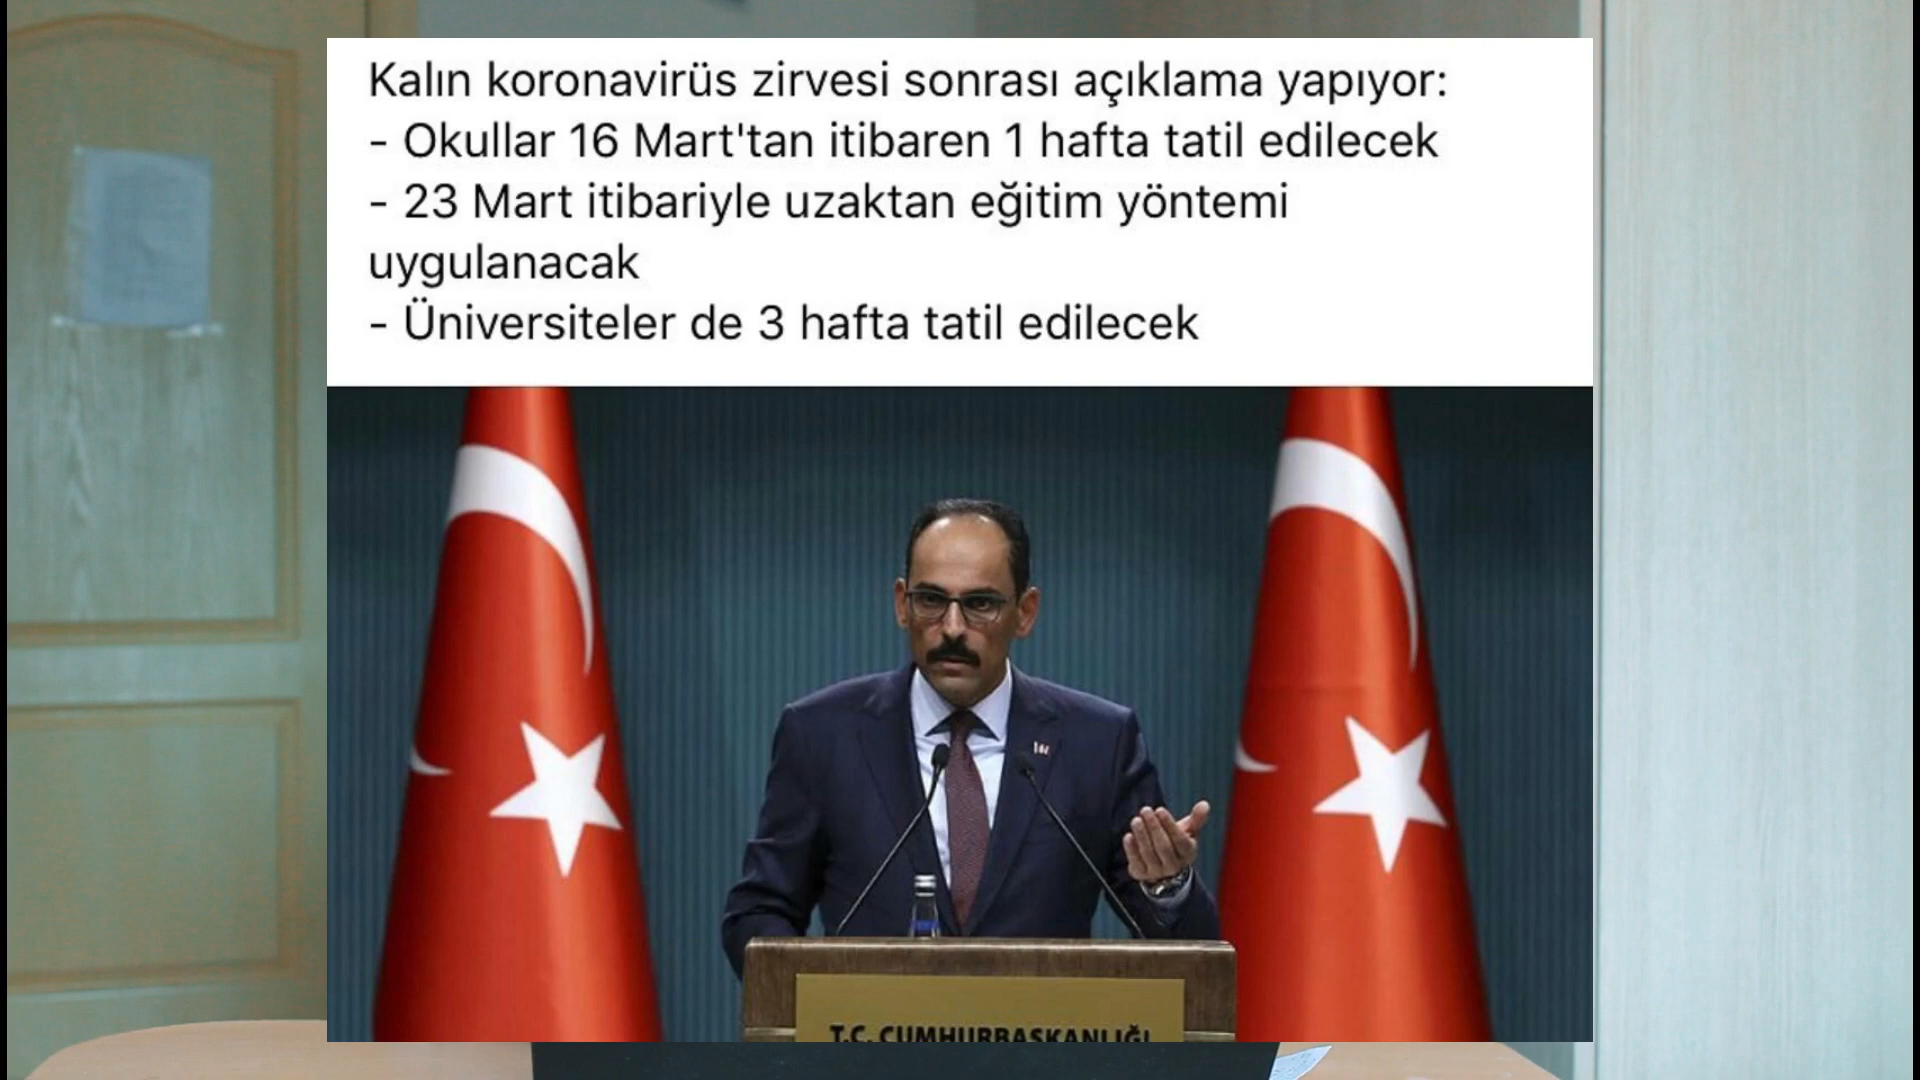 Kalın koronavirüs zirvesi sonrası açıklama yapıyor:
- Okullar 16 Mart'tan itibaren 1 hafta tatil edilecek
- 23 Mart itibariyle uzaktan eğitim yöntemi
uygulanacak
- Üniversiteler de 3 hafta tatil edilecek
T.C. CUMHURBAŞKANLIĞI